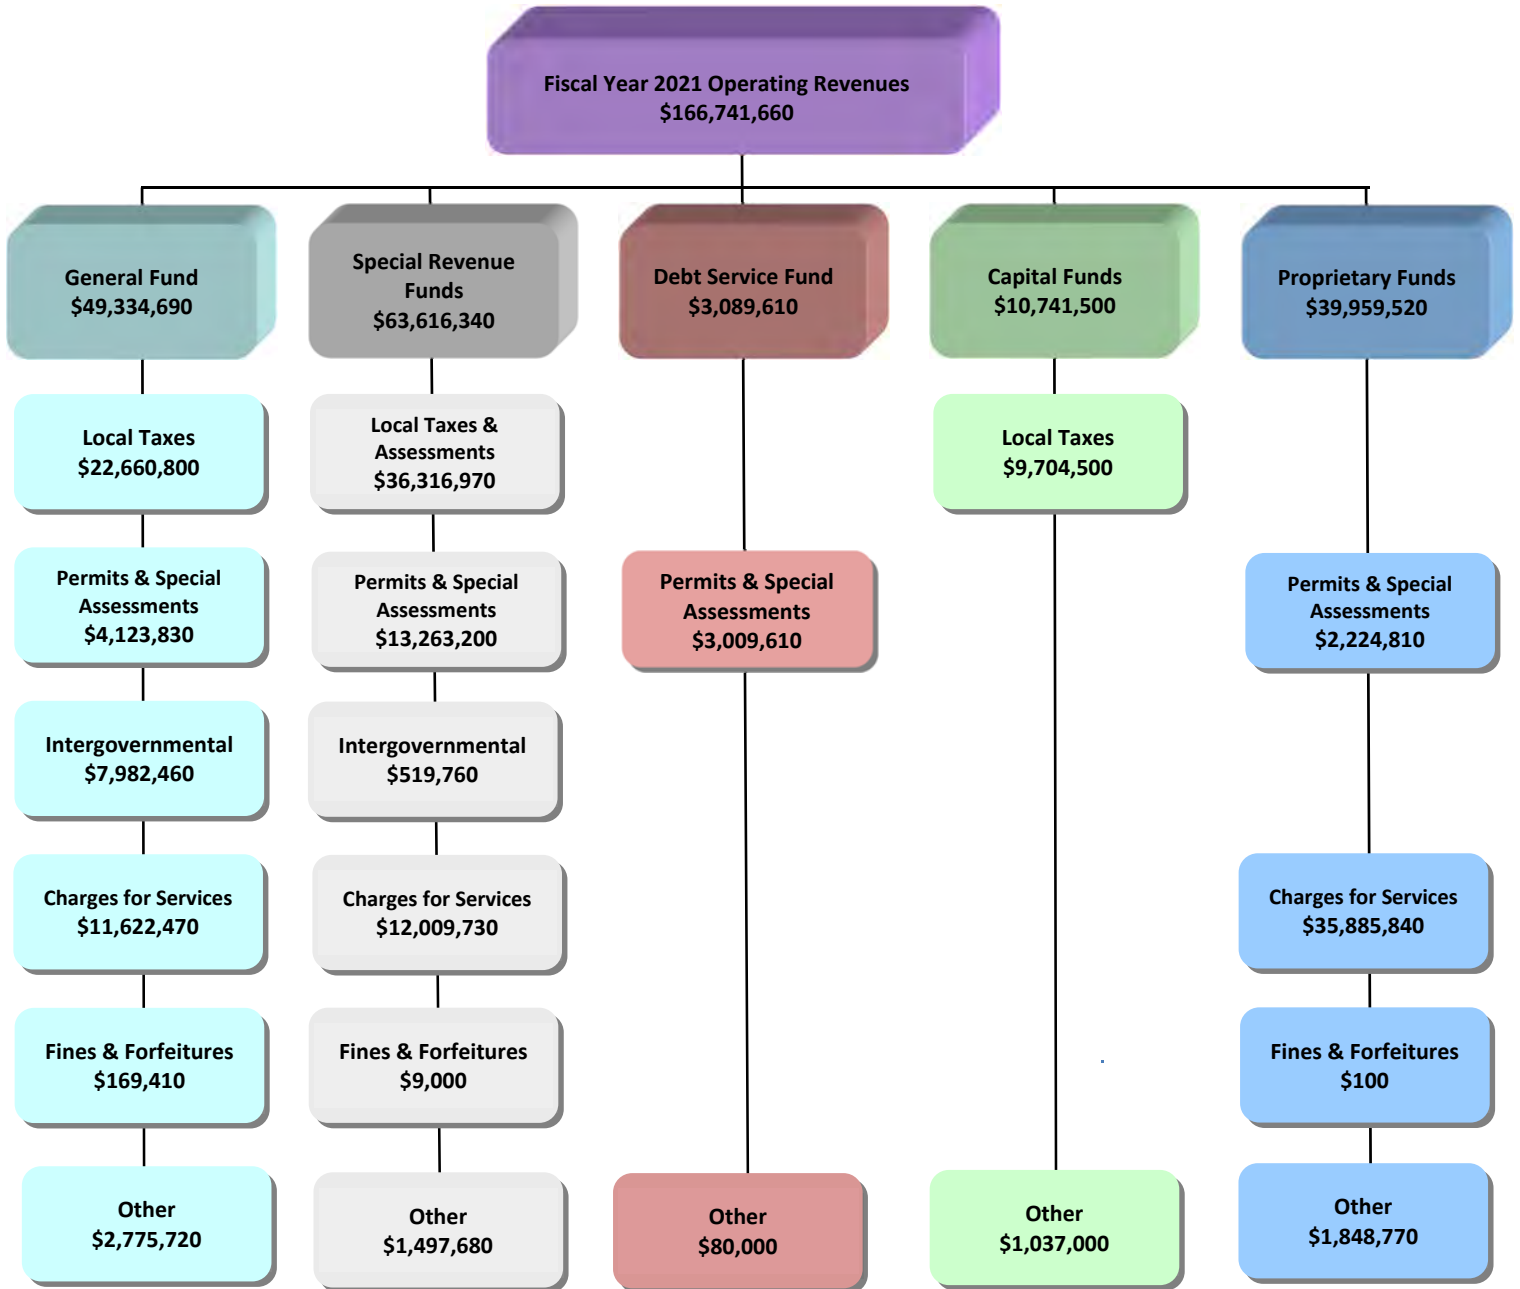 Fiscal Year 2021 Operating Revenues
$166,741,660
General Fund
$49,334,690
Special Revenue
Funds
$63,616,340
Debt Service Fund
$3,089,610
Capital Funds
$10,741,500
Proprietary Funds
$39,959,520
Local Taxes
$22,660,800
Local Taxes &
Assessments
$36,316,970
Local Taxes
$9,704,500
Permits & Special
Assessments
$4,123,830
Permits & Special
Assessments
$13,263,200
Permits & Special
Assessments
$3,009,610
Permits & Special
Assessments
$2,224,810
Intergovernmental
$7,982,460
Intergovernmental
$519,760
Charges for Services
$11,622,470
Charges for Services
$12,009,730
Charges for Services
$35,885,840
Fines & Forfeitures
$169,410
Fines & Forfeitures
$9,000
Fines & Forfeitures
$100
Other
$2,775,720
Other
$1,497,680
Other
$80,000
Other
$1,037,000
Other
$1,848,770